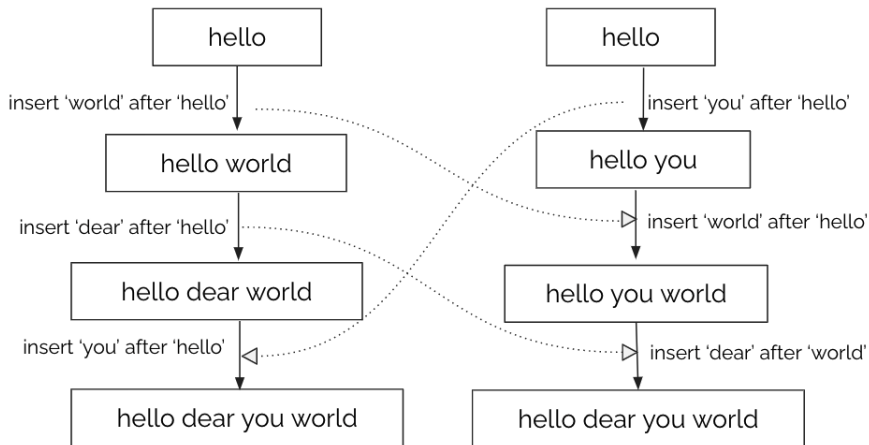 hello
insert ‘world’ after ‘hello’
hello world
insert ‘dear’ after ‘hello’
hello dear world
insert ‘you’ after ‘hello’
hello dear you world
hello
insert ‘you’ after ‘hello’
hello you
insert ‘world’ after ‘hello’
hello you world
insert ‘dear’ after ‘world’
hello dear you world